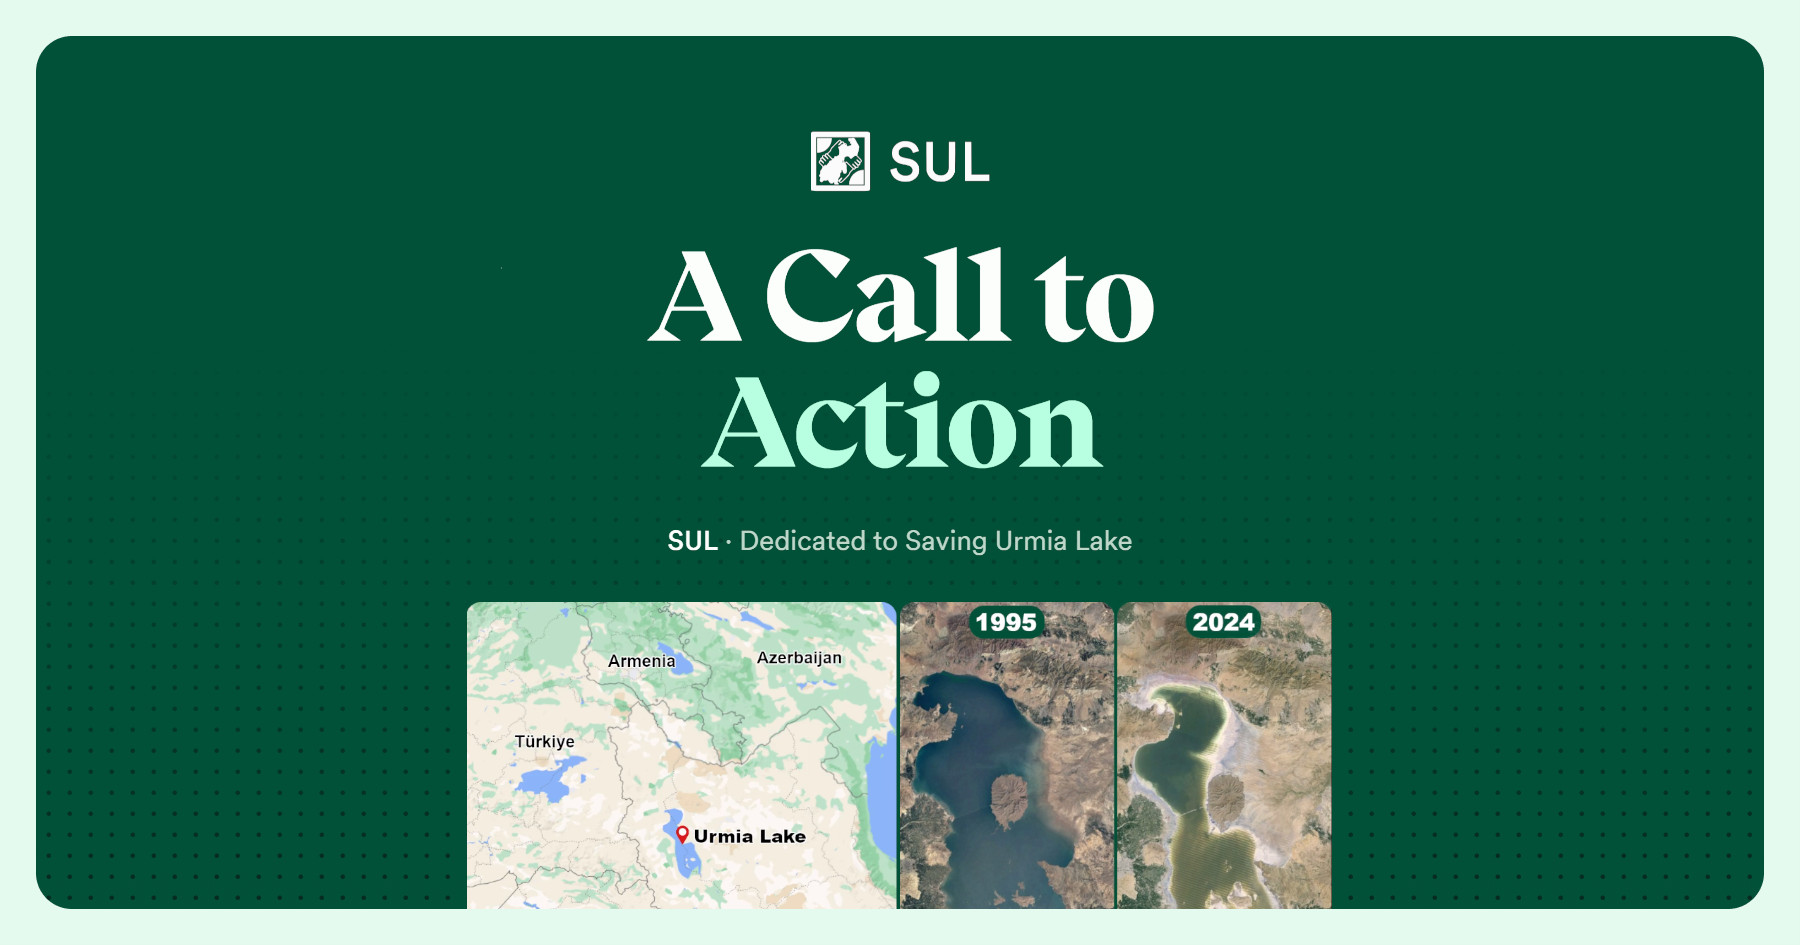 SUL
A Call to
Action
SUL · Dedicated to Saving Urmia Lake
1995
2024
Armenia
Azerbaijan
Türkiye
Urmia Lake